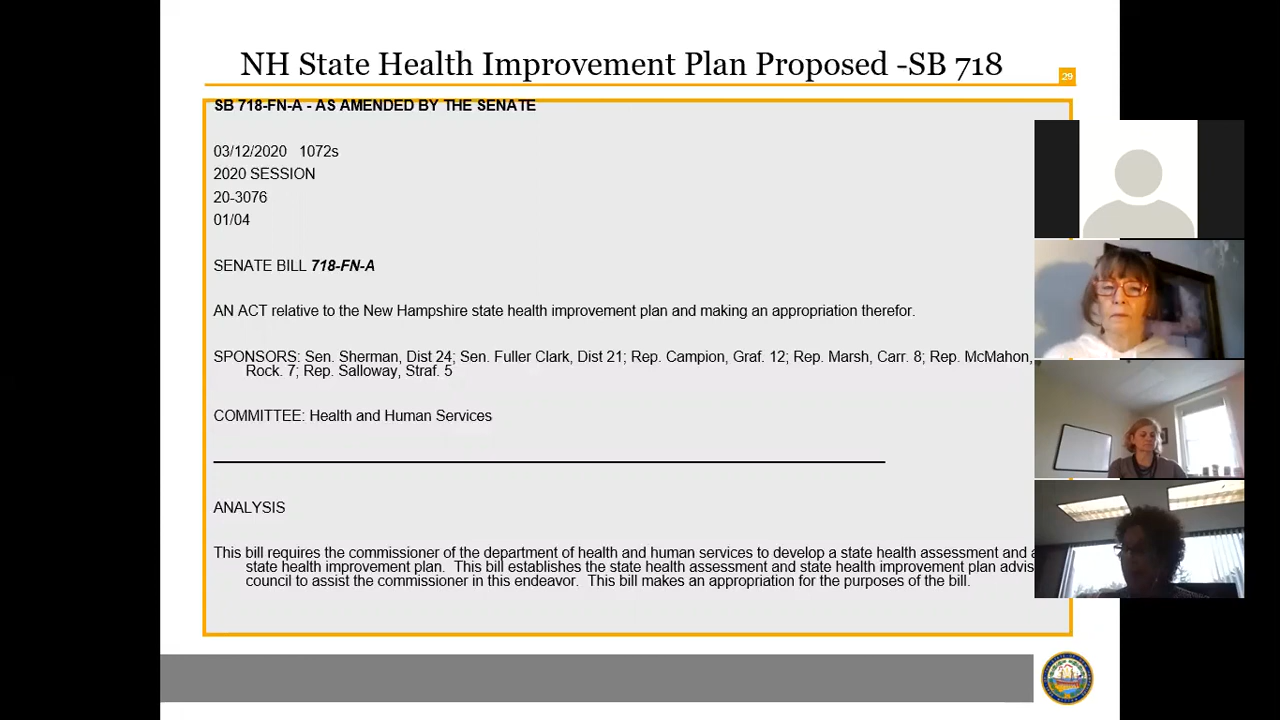 NH State Health Improvement Plan Proposed -SB 718
29
SB 718-FN-A - AS AMENDED BY THE SENATE
03/12/2020 1072s
2020 SESSION
20-3076
01/04
SENATE BILL 718-FN-A
AN ACT relative to the New Hampshire state health improvement plan and making an appropriation therefor.
SPONSORS: Sen. Sherman, Dist 24; Sen. Fuller Clark, Dist 21; Rep. Campion, Graf. 12; Rep. Marsh, Carr. 8; Rep. McMahon,
Rock. 7; Rep. Salloway, Straf. 5
COMMITTEE: Health and Human Services
ANALYSIS
This bill requires the commissioner of the department of health and human services to develop a state health assessment and
state health improvement plan. This bill establishes the state health assessment and state health improvement plan advis
council to assist the commissioner in this endeavor. This bill makes an appropriation for the purposes of the bill.